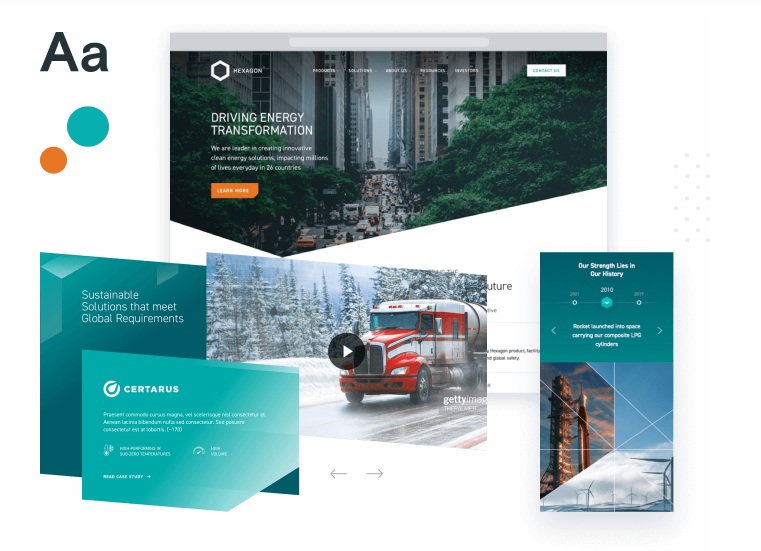 Aa
HEXAGON
PRODUCTS
SOLUTIONS
ABOUT US
RESOURCES
INVESTORS
CONTACT US
DRIVING ENERGY
TRANSFORMATION
We are leader in creating innovative
clean energy solutions, impacting millions
of lives everyday in 26 countries
LEARN MORE
Sustainable
Solutions that meet
Global Requirements
CERTARUS
Praesent commodo cursus magna, vel scelerisque nisl consectetur et.
Aenean lacinia bibendum nulla sed consectetur. Sed posuere
consectetur est at lobortis. (~170)
HIGH-PERFORMING IN
SUB-ZERO TEMPERATURES
HIGH
VOLUME
READ CASE STUDY
THE
uture
tive
Hexagon product, facility
nd global safety.
gettyimag
Our Strength Lies in
Our History
2001
2010
2019
Rocket launched into space
carrying our composite LPG
cylinders